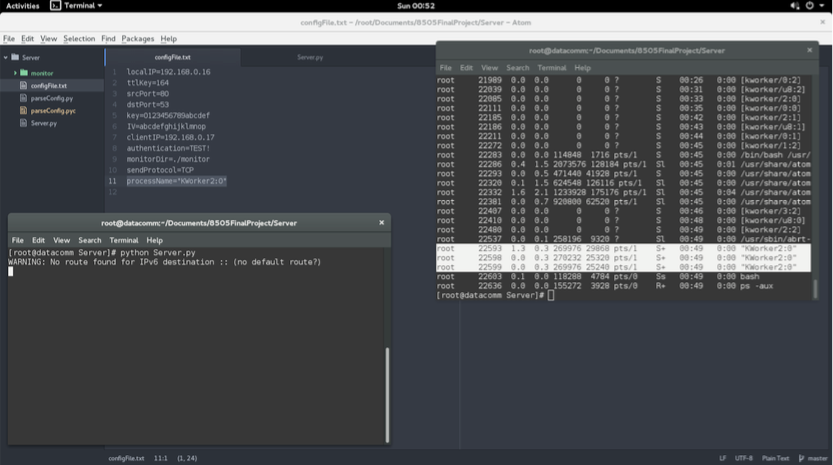 Activities Terminal Sun 00:52
configFile.txt - /root/Documents/8505FinalProject/Server - Atom
File Edit View Selection Find Packages Help
Server
monitor
configFile.txt
parseConfig.py
parseConfig.pyc
Server.py
configFile.txt Server.py
1 localIP=192.168.0.16
2 ttlKey=164
3 srcPort=80
4 dstPort=53
5 key=0123456789abcdef
6 IV=abcdefghijklmnop
7 clientIP=192.168.0.17
8 authentication=TEST!
9 monitorDir=./monitor
10 sendProtocol=TCP
11 processName="KWorker2:0"
12
root@datacomm:~/Documents/8505FinalProject/Server
File Edit View Search Terminal Help
[root@datacomm Server]# python Server.py
WARNING: No route found for IPv6 destination :: (no default route?)
root@datacomm:~/Documents/8505FinalProject/Server
File Edit View Search Terminal Help
root 21989 0.0 0.0 0 0 ? S 00:26 0:00 [kworker/0:2]
root 22039 0.0 0.0 0 0 ? S 00:31 0:00 [kworker/u8:2]
root 22085 0.0 0.0 0 0 ? S 00:33 0:00 [kworker/2:0]
root 22111 0.0 0.0 0 0 ? S 00:35 0:00 [kworker/0:0]
root 22185 0.0 0.0 0 0 ? S 00:42 0:00 [kworker/2:1]
root 22186 0.0 0.0 0 0 ? S 00:43 0:00 [kworker/u8:1]
root 22211 0.0 0.0 0 0 ? S 00:44 0:00 [kworker/0:1]
root 22272 0.0 0.0 0 0 ? S 00:45 0:00 [kworker/1:2]
root 22283 0.0 0.0 114848 1716 pts/1 S 00:45 0:00 /bin/bash /usr/
root 22286 0.4 1.5 2073576 128184 pts/1 Sl 00:45 0:01 /usr/share/atom
root 22293 0.0 0.5 471440 41928 pts/1 S 00:45 0:00 /usr/share/atom
root 22320 0.1 1.5 624548 126116 pts/1 Sl 00:45 0:00 /usr/share/atom
root 22332 1.6 2.1 1233928 175176 pts/1 Sl 00:45 0:04 /usr/share/atom
root 22381 0.0 0.7 920800 62520 pts/1 Sl 00:45 0:00 /usr/share/atom
root 22407 0.0 0.0 0 0 ? S 00:46 0:00 [kworker/3:2]
root 22410 0.0 0.0 0 0 ? S 00:48 0:00 [kworker/u8:0]
root 22480 0.0 0.0 0 0 ? S 00:49 0:00 [kworker/2:2]
root 22537 0.0 0.1 258196 9320 ? Sl 00:49 0:00 /usr/sbin/abrt-
root 22593 1.3 0.3 269976 29868 pts/1 S+ 00:49 0:00 "KWorker2:0"
root 22598 0.0 0.3 270232 25320 pts/1 S+ 00:49 0:00 "KWorker2:0"
root 22599 0.0 0.3 269976 25240 pts/1 S+ 00:49 0:00 "KWorker2:0"
root 22603 0.1 0.0 118288 4784 pts/0 Ss 00:49 0:00 bash
root 22636 0.0 0.0 155272 3928 pts/0 R+ 00:49 0:00 ps -aux
[root@datacomm Server]#
configFile.txt 11:1 (1, 24) LF UTF-8 Plain Text master